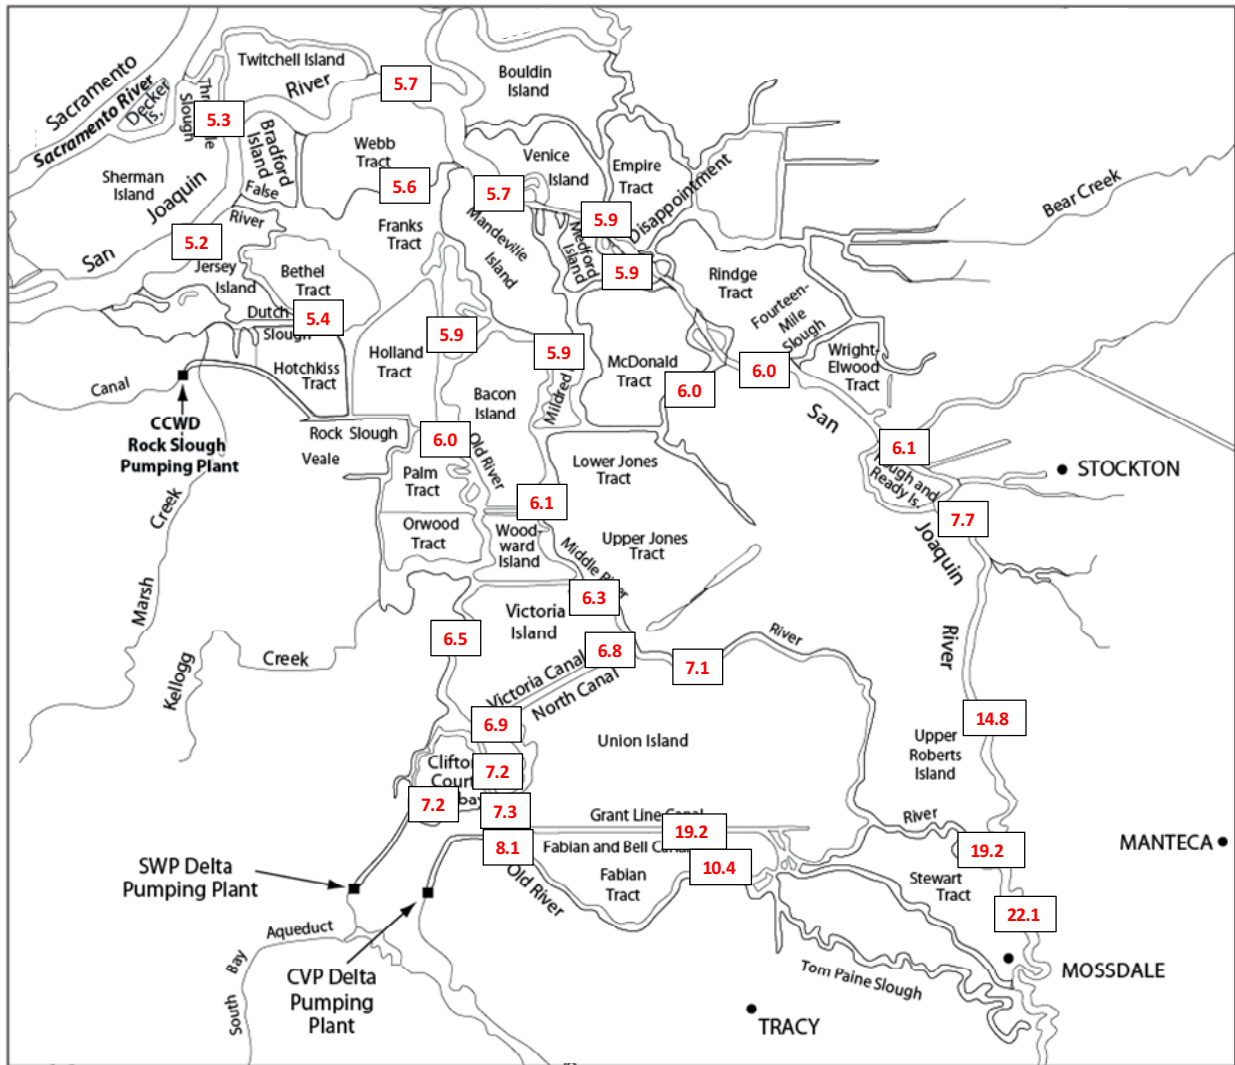 Twitchell Island
River
5.7
Bouldin
Island
Sacramento
Sacramento River
Decker
Is.
Slough
5.3
Bradford
Island
Webb
Tract
5.6
Venice
Island
Empire
Tract
Disappointment
Sherman
Island
Joaquin
False
River
5.7
5.9
Bear Creek
Franks
Tract
Mandeville
Island
Medford
Island
San
5.2
Jersey
Island
Bethel
Tract
5.9
Rindge
Tract
Fourteen-
Mile
Slough
Dutch
Slough
5.4
5.9
5.9
Holland
Tract
Hotchkiss
Tract
McDonald
Tract
6.0
6.0
Wright-
Elwood
Tract
Canal
CCWD
Rock Slough
Pumping Plant
Bacon
Island
Mildred
San
Rock Slough
Veale
6.0
Old River
6.1
Ready Is.
STOCKTON
Palm
Tract
Lower Jones
Tract
Creek
6.1
7.7
Orwood
Tract
Wood-
ward
Island
Middle River
Upper Jones
Tract
Joaquin
Marsh
6.3
Victoria
Island
6.5
6.8
River
7.1
River
Kellogg
Creek
Victoria Canal
North Canal
6.9
14.8
Union Island
Upper
Roberts
Island
Clifton
Court
7.2
7.2
7.3
Grant Line Canal
19.2
River
19.2
MANTECA
8.1
Fabian and Bell Canal
10.4
SWP Delta
Pumping Plant
Old River
Fabian
Tract
Stewart
Tract
22.1
Aqueduct
Bay
South
CVP Delta
Pumping
Plant
Tom Paine Slough
MOSSDALE
TRACY